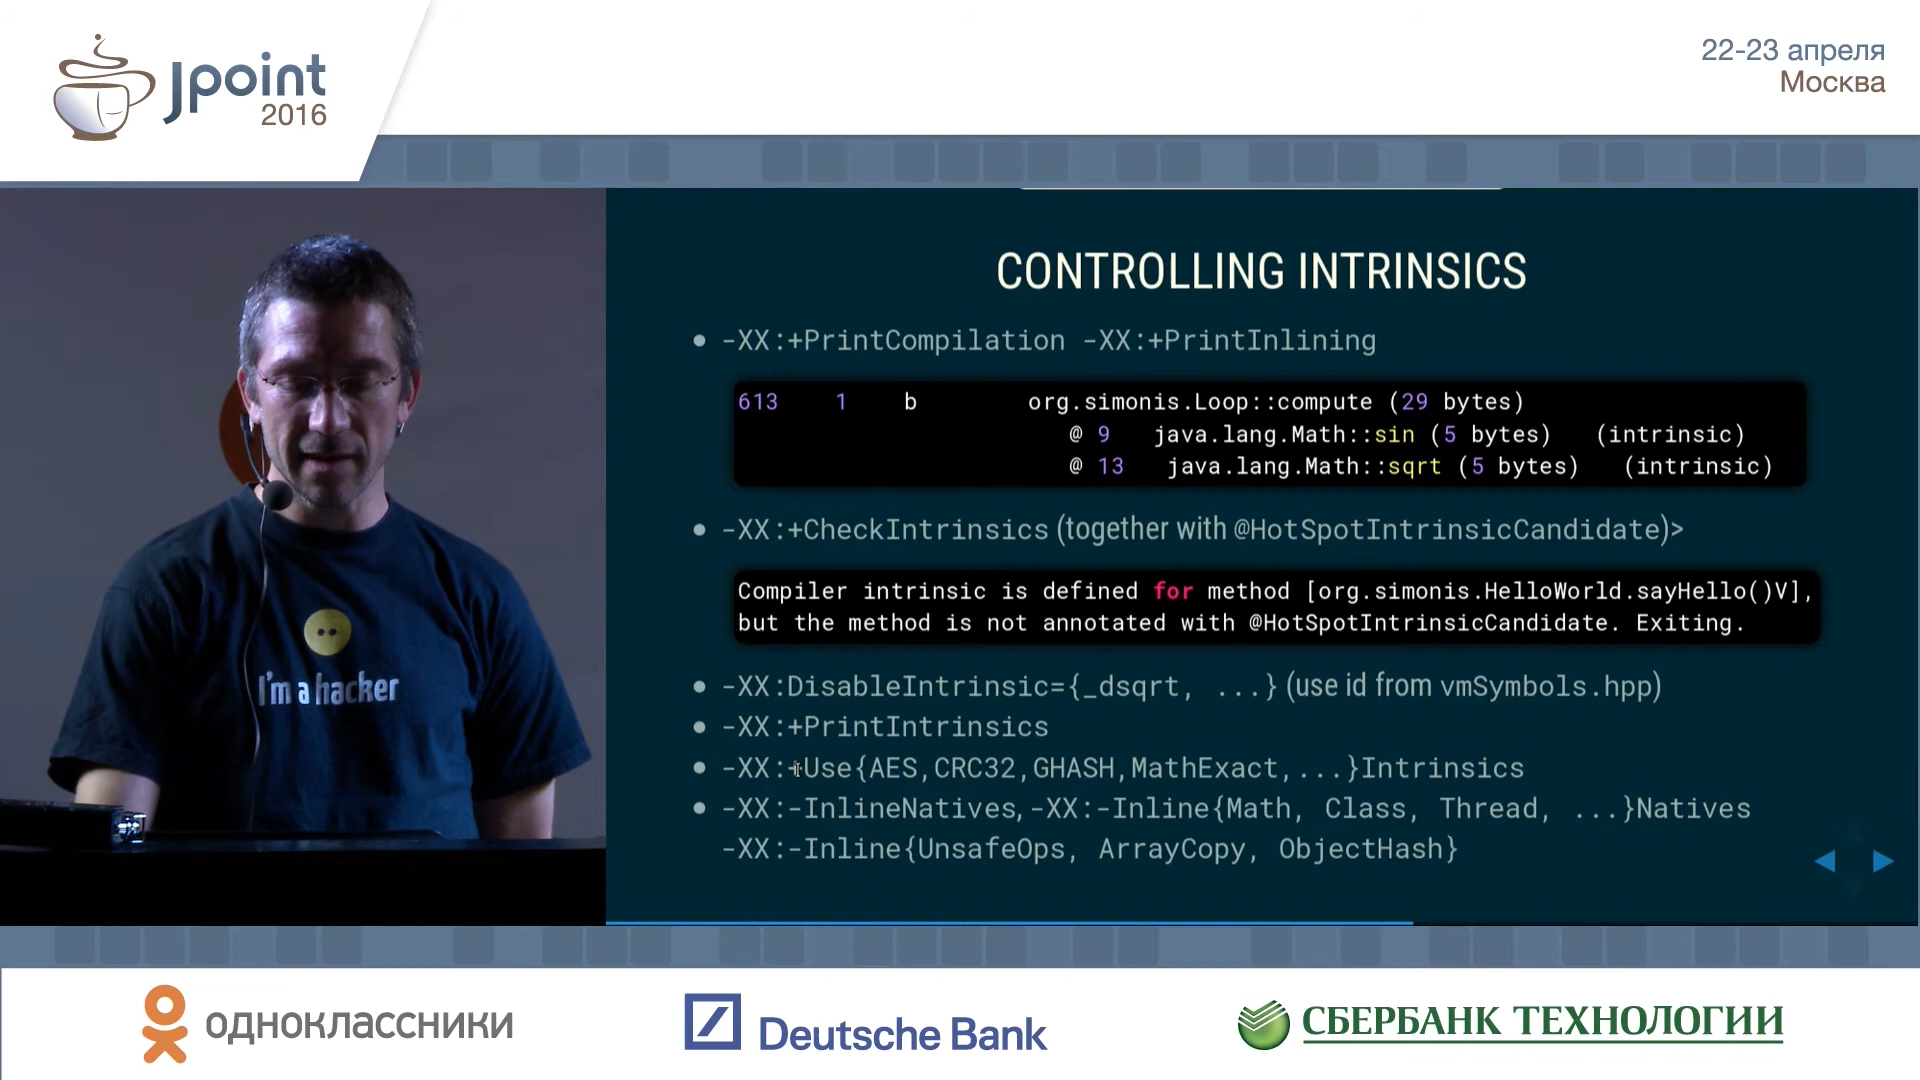 Jpoint
2016
22-23 апреля
Москва
CONTROLLING INTRINSICS
-XX:+PrintCompilation -XX:+PrintInlining
613 1 b org.simonis.Loop::compute (29 bytes)
@ 9 java.lang.Math::sin (5 bytes) (intrinsic)
@ 13 java.lang.Math::sqrt (5 bytes) (intrinsic)
-XX:+CheckIntrinsics (together with @HotSpotIntrinsicCandidate)>
Compiler intrinsic is defined for method [org.simonis.HelloWorld.sayHello()V],
but the method is not annotated with @HotSpotIntrinsicCandidate. Exiting.
-XX:DisableIntrinsic={_dsqrt, ...} (use id from vmSymbols.hpp)
-XX:+PrintIntrinsics
-XX:+Use{AES,CRC32,GHASH,MathExact,...}Intrinsics
-XX:-InlineNatives,-XX:-Inline{Math, Class, Thread, ...}Natives
-XX:-Inline{UnsafeOps, ArrayCopy, ObjectHash}
I'm a hacker
одноклассники
Deutsche Bank
СБЕРБАНК ТЕХНОЛОГИИ